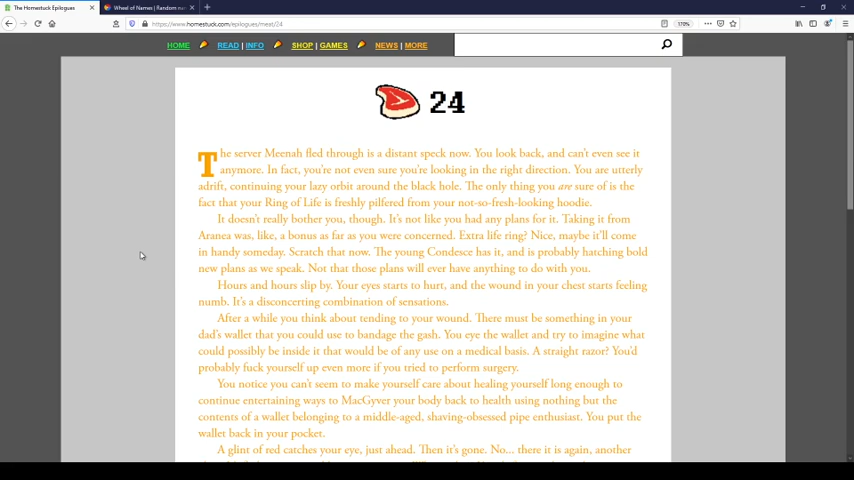 The Homestuck Epilogues
Wheel of Names | Random na
https://www.homestuck.com/epilogues/meat/24
170%
HOME
READ | INFO
SHOP | GAMES
NEWS | MORE
24
The server Meenah fled through is a distant speck now. You look back, and can't even see it
anymore. In fact, you're not even sure you're looking in the right direction. You are utterly
adrift, continuing your lazy orbit around the black hole. The only thing you are sure of is the
fact that your Ring of Life is freshly pilfered from your not-so-fresh-looking hoodie.
It doesn't really bother you, though. It's not like you had any plans for it. Taking it from
Aranea was, like, a bonus as far as you were concerned. Extra life ring? Nice, maybe it'll come
in handy someday. Scratch that now. The young Condesce has it, and is probably hatching bold
new plans as we speak. Not that those plans will ever have anything to do with you.
Hours and hours slip by. Your eyes starts to hurt, and the wound in your chest starts feeling
numb. It's a disconcerting combination of sensations.
After a while you think about tending to your wound. There must be something in your
dad's wallet that you could use to bandage the gash. You eye the wallet and try to imagine what
could possibly be inside it that would be of any use on a medical basis. A straight razor? You'd
probably fuck yourself up even more if you tried to perform surgery.
You notice you can't seem to make yourself care about healing yourself long enough to
continue entertaining ways to MacGyver your body back to health using nothing but the
contents of a wallet belonging to a middle-aged, shaving-obsessed pipe enthusiast. You put the
wallet back in your pocket.
A glint of red catches your eye, just ahead. Then it's gone. No... there it is again, another